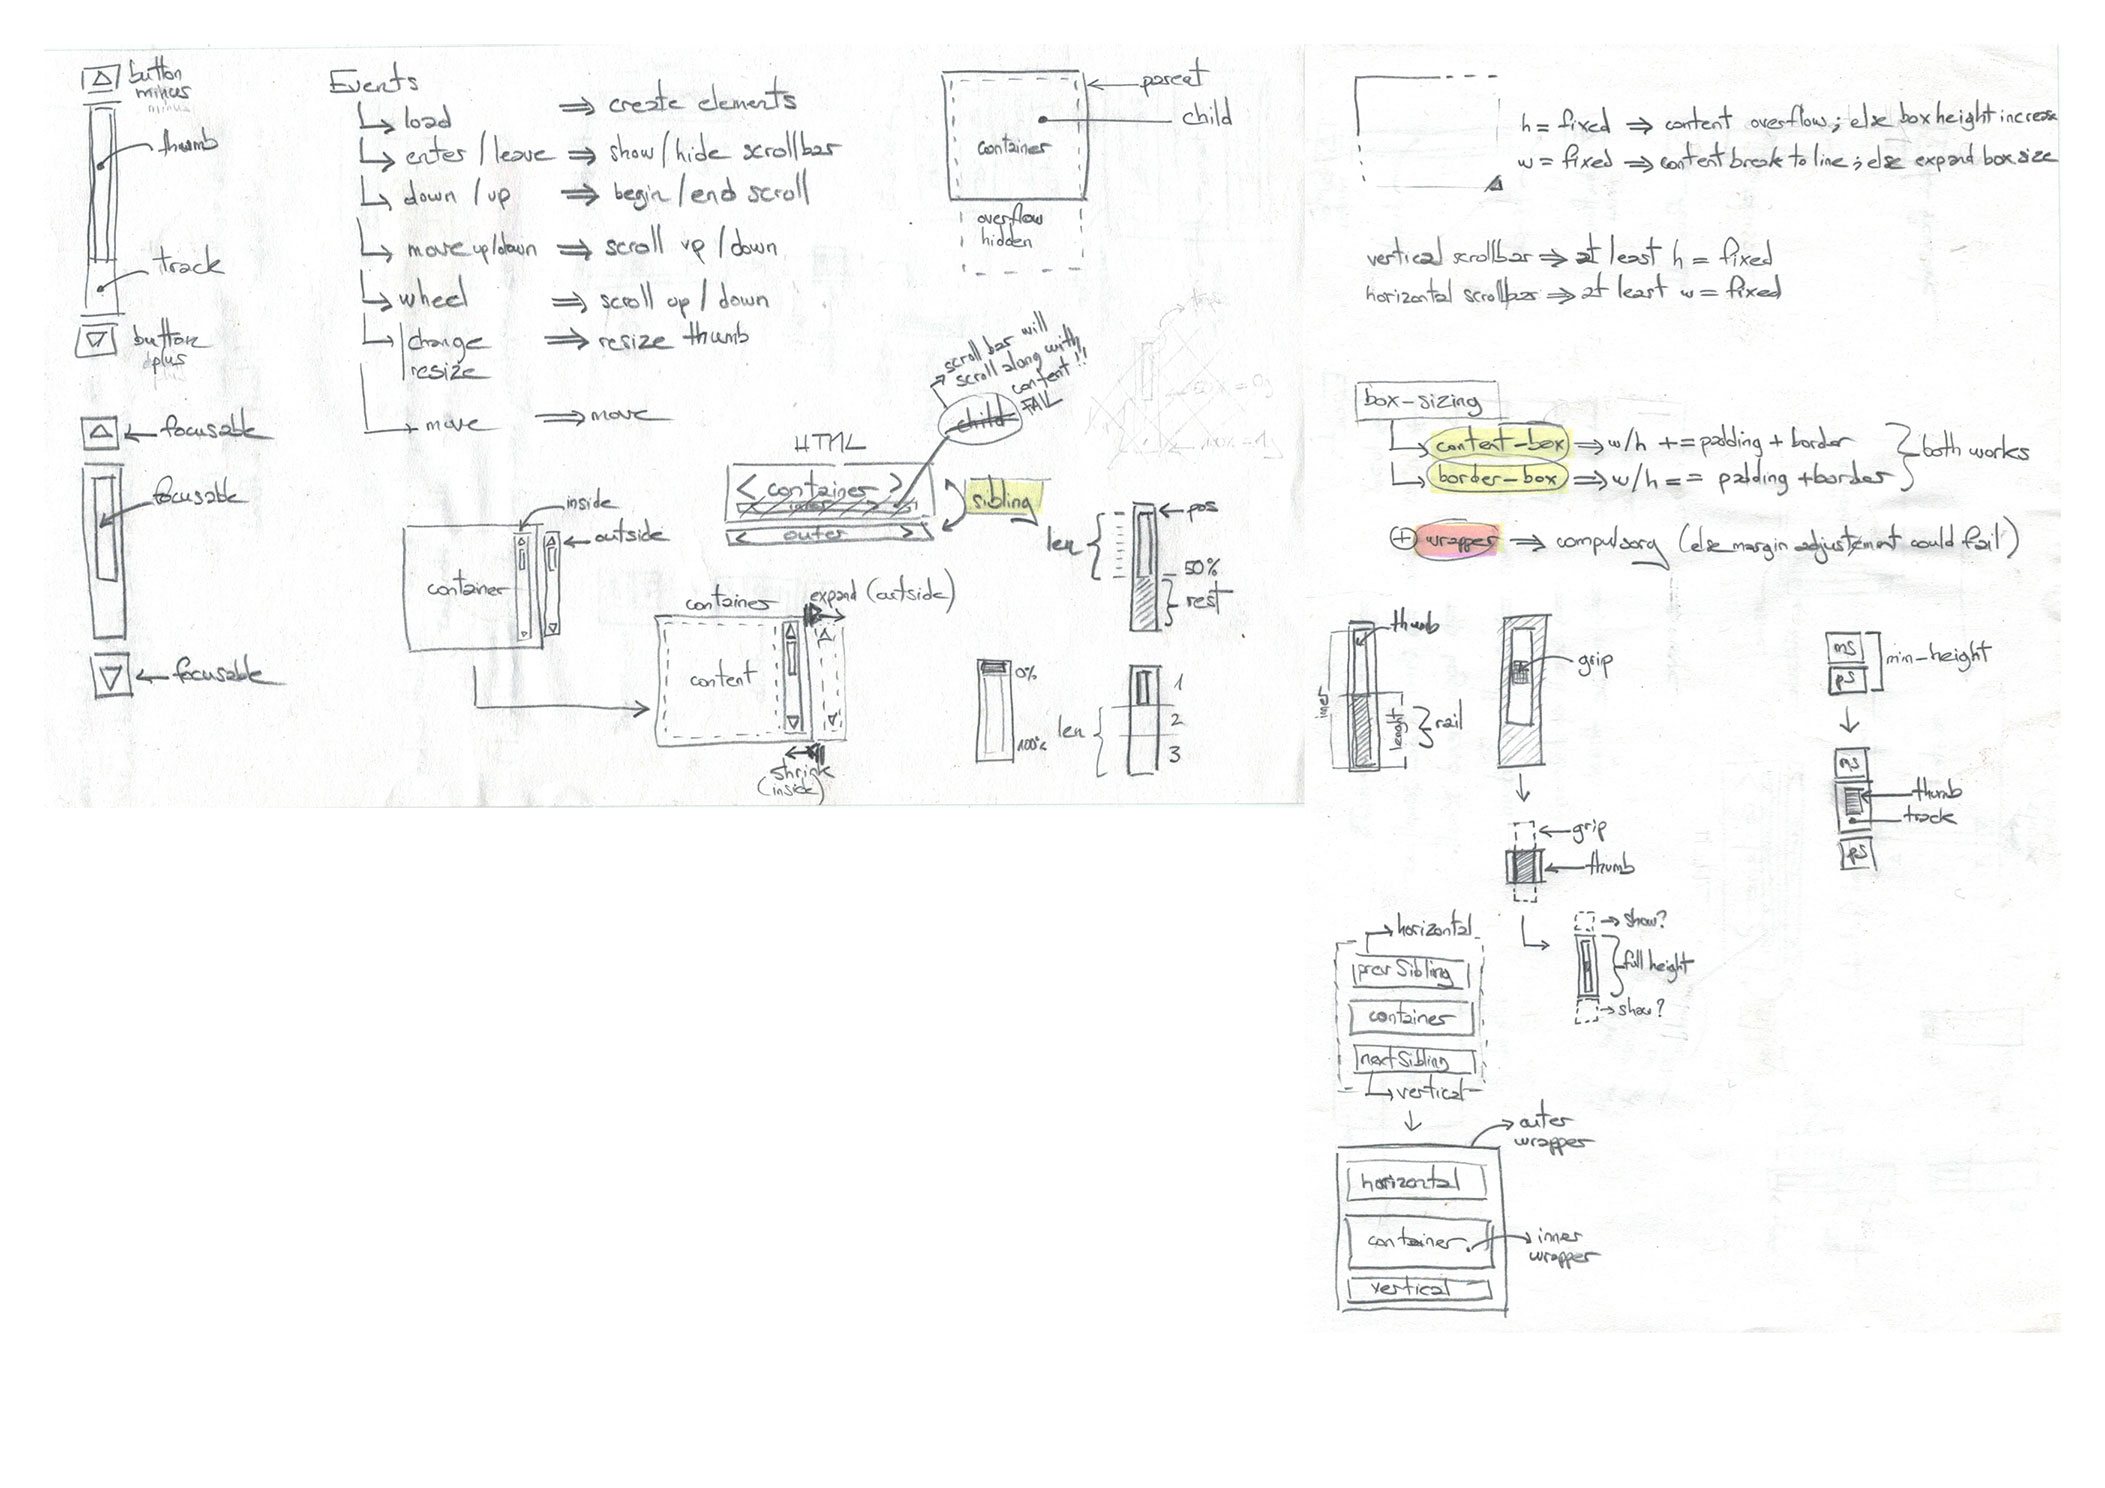 button
minus
minus
thumb
track
button
plus
focusable
focusable
focusable
Events
load ⇒ create elements
enter / leave ⇒ show / hide scrollbar
down / up ⇒ begin / end scroll
move up/down ⇒ scroll up / down
wheel ⇒ scroll up / down
change
resize ⇒ resize thumb
move ⇒ move
parent
child
container
overflow
hidden
scroll bar will
scroll along with
content!!
FAIL
child
HTML
< container >
< outer >
sibling
inside
outside
container
container
expand (outside)
content
shrink
(inside)
len
pos
50%
rest
0%
100%
len
1
2
3
h = fixed ⇒ content overflow; else box height increase
w = fixed ⇒ content break to line; else expand box size
vertical scrollbar ⇒ at least h = fixed
horizontal scrollbar ⇒ at least w = fixed
box-sizing
content-box ⇒ w/h += padding + border
border-box ⇒ w/h == padding + border
both works
+ wrapper ⇒ compulsory (else margin adjustement could fail)
thumb
inner
lenght
rail
grip
grip
thumb
show?
full height
show?
mS
pS
min-height
pS
thumb
track
pS
horizontal
prevSibling
container
nextSibling
vertical
outer
wrapper
horizontal
container
inner
wrapper
vertical